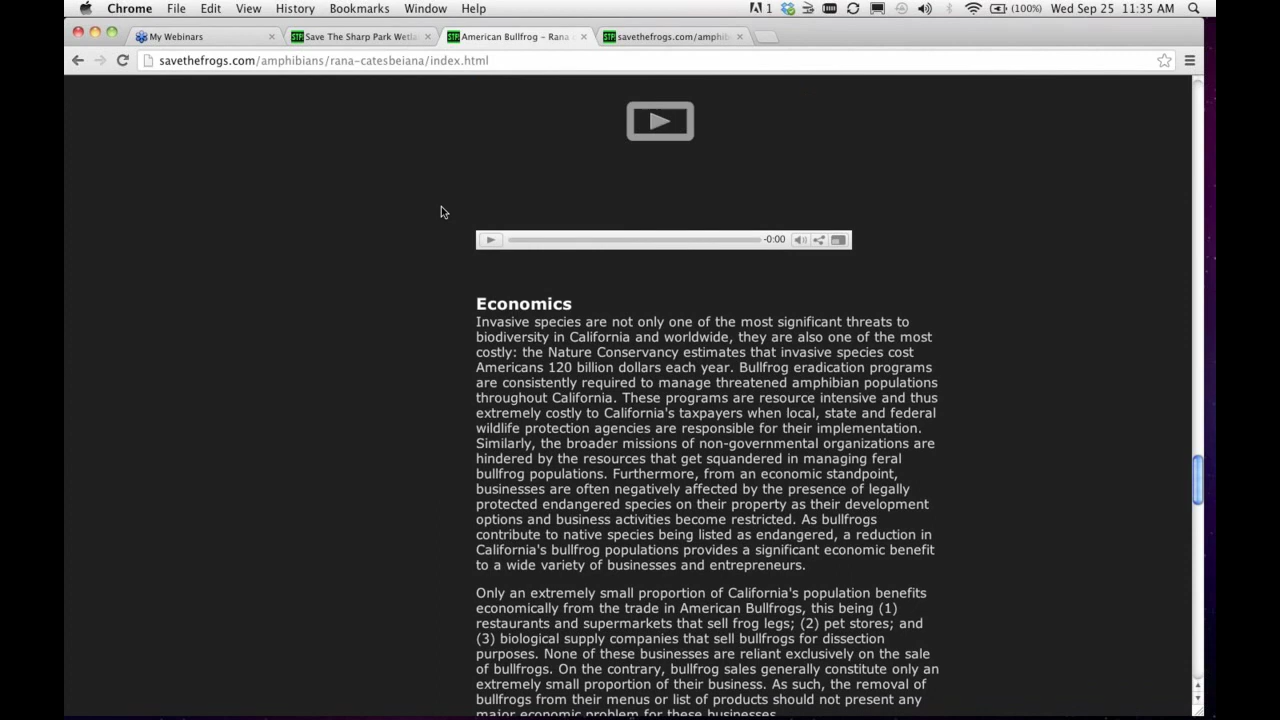 Chrome File Edit View History Bookmarks Window Help 1 (100%) Wed Sep 25 11:35 AM
My Webinars × Save The Sharp Park Wetla × American Bullfrog – Rana × savethefrogs.com/amphib ×
savethefrogs.com/amphibians/rana-catesbeiana/index.html
-0:00
Economics
Invasive species are not only one of the most significant threats to
biodiversity in California and worldwide, they are also one of the most
costly: the Nature Conservancy estimates that invasive species cost
Americans 120 billion dollars each year. Bullfrog eradication programs
are consistently required to manage threatened amphibian populations
throughout California. These programs are resource intensive and thus
extremely costly to California's taxpayers when local, state and federal
wildlife protection agencies are responsible for their implementation.
Similarly, the broader missions of non-governmental organizations are
hindered by the resources that get squandered in managing feral
bullfrog populations. Furthermore, from an economic standpoint,
businesses are often negatively affected by the presence of legally
protected endangered species on their property as their development
options and business activities become restricted. As bullfrogs
contribute to native species being listed as endangered, a reduction in
California's bullfrog populations provides a significant economic benefit
to a wide variety of businesses and entrepreneurs.
Only an extremely small proportion of California's population benefits
economically from the trade in American Bullfrogs, this being (1)
restaurants and supermarkets that sell frog legs; (2) pet stores; and
(3) biological supply companies that sell bullfrogs for dissection
purposes. None of these businesses are reliant exclusively on the sale
of bullfrogs. On the contrary, bullfrog sales generally constitute only an
extremely small proportion of their business. As such, the removal of
bullfrogs from their menus or list of products should not present any
major economic problem for these businesses.